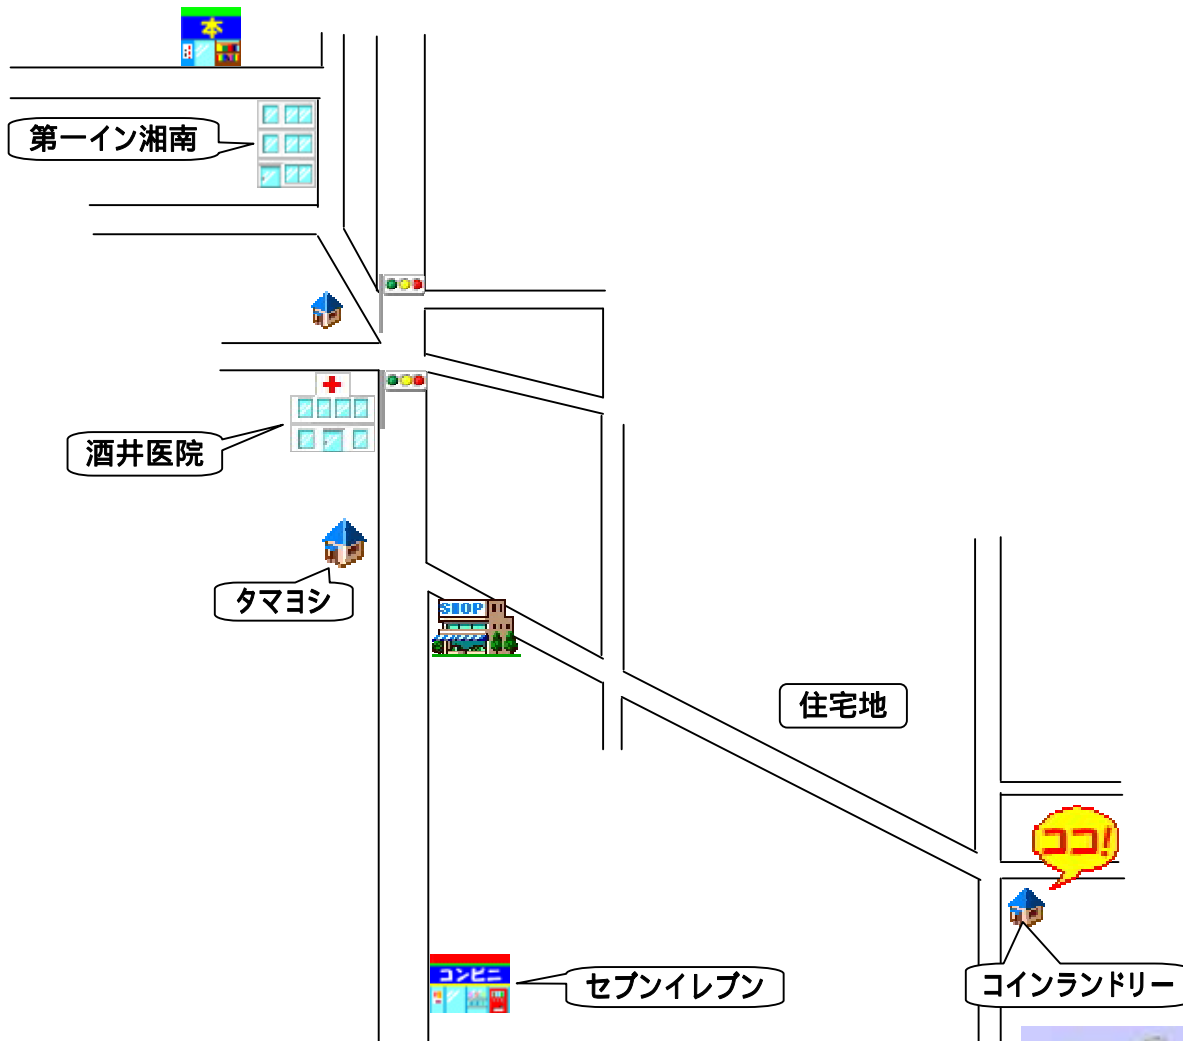 本
第一イン湘南
酒井医院
タマヨシ
SHOP
住宅地
ココ!
コンビニ
セブンイレブン
コインランドリー